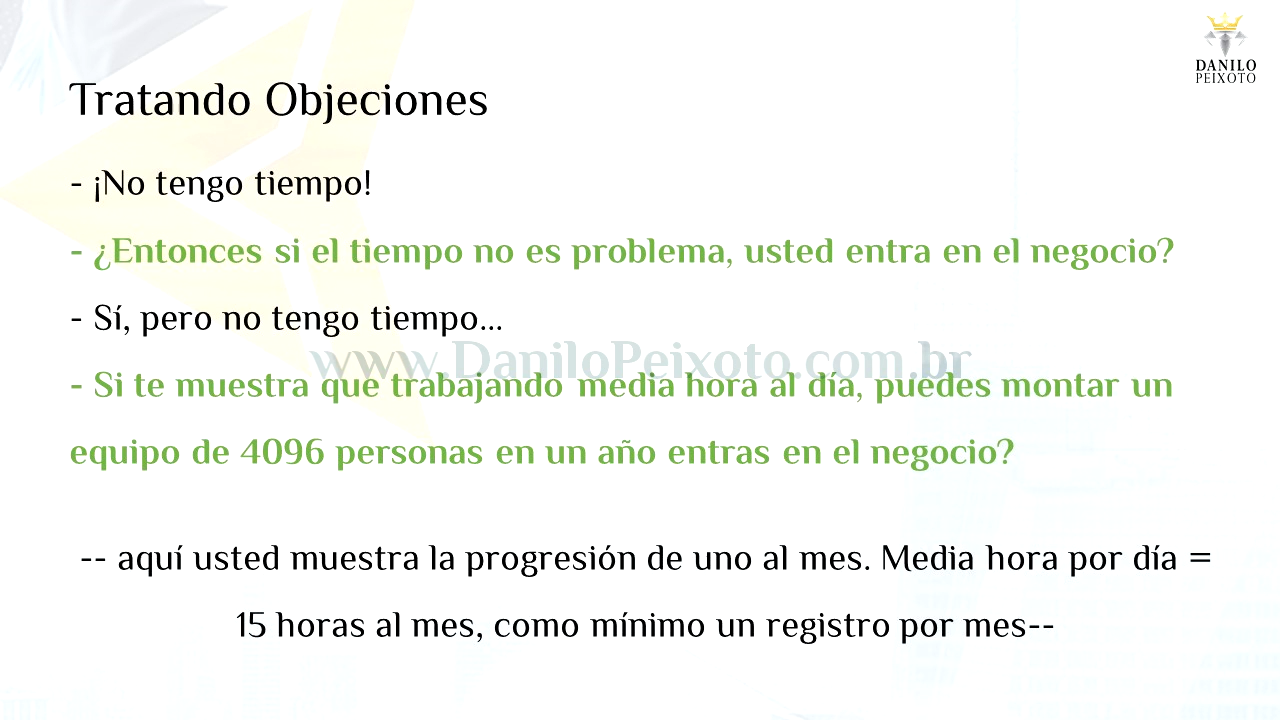 DANILO
PEIXOTO
Tratando Objeciones
- ¡No tengo tiempo!
- ¿Entonces si el tiempo no es problema, usted entra en el negocio?
- Sí, pero no tengo tiempo...
www.DaniloPeixoto.com.br
- Si te muestra que trabajando media hora al día, puedes montar un
equipo de 4096 personas en un año entras en el negocio?
-- aquí usted muestra la progresión de uno al mes. Media hora por día =
15 horas al mes, como mínimo un registro por mes--